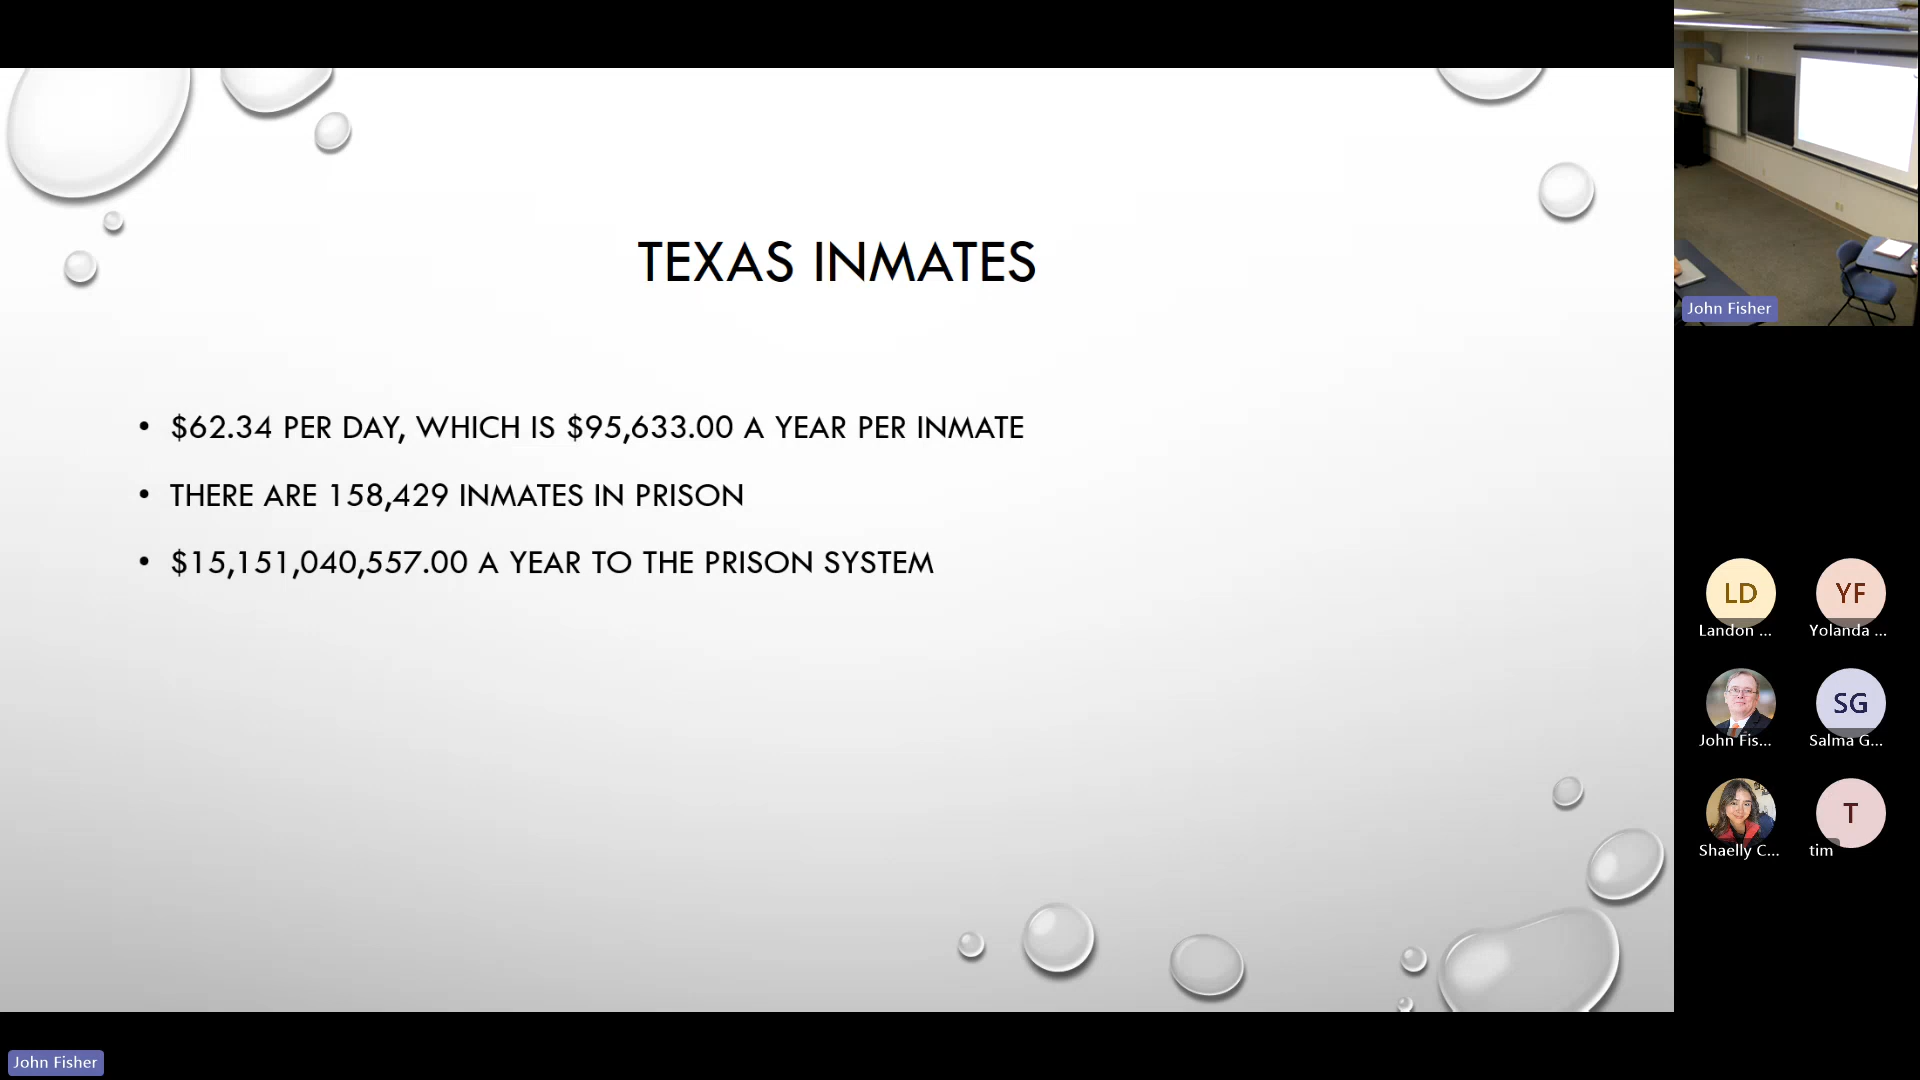 TEXAS INMATES
• $62.34 PER DAY, WHICH IS $95,633.00 A YEAR PER INMATE
• THERE ARE 158,429 INMATES IN PRISON
• $15,151,040,557.00 A YEAR TO THE PRISON SYSTEM
John Fisher
LD
YF
Landon ...
Yolanda ...
SG
John Fis...
Salma G...
T
Shaelly C...
tim
John Fisher